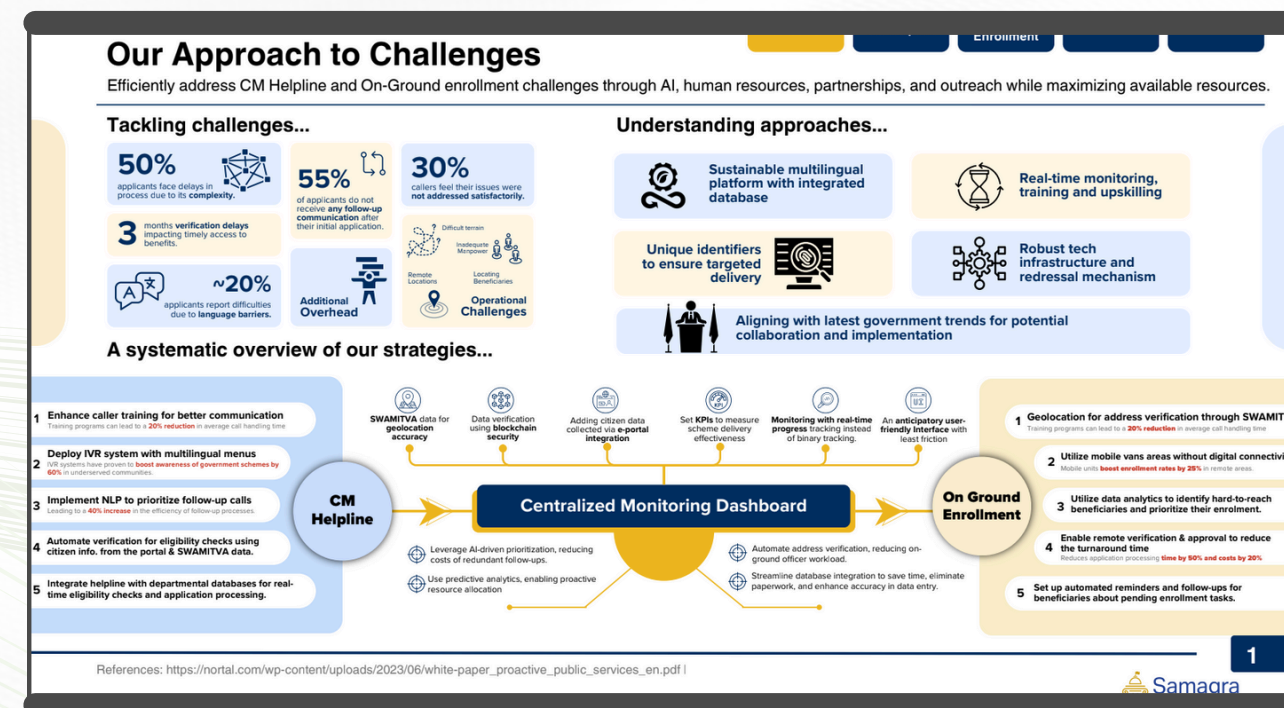 Enrollment
Our Approach to Challenges
Efficiently address CM Helpline and On-Ground enrollment challenges through AI, human resources, partnerships, and outreach while maximizing available resources.
Tackling challenges...
50%
applicants face delays in
process due to its complexity.
3
months verification delays
impacting timely access to
benefits.
A
~20%
applicants report difficulties
due to language barriers.
55%
of applicants do not
receive any follow-up
communication after
their initial application.
Additional
Overhead
30%
callers feel their issues were
not addressed satisfactorily.
Difficult terrain
Inadequate
Manpower
Remote
Locations
Locating
Beneficiaries
Operational
Challenges
Understanding approaches...
Sustainable multilingual
platform with integrated
database
Real-time monitoring,
training and upskilling
Unique identifiers
to ensure targeted
delivery
Robust tech
infrastructure and
redressal mechanism
Aligning with latest government trends for potential
collaboration and implementation
A systematic overview of our strategies...
1 Enhance caller training for better communication
Training programs can lead to a 20% reduction in average call handling time
2 Deploy IVR system with multilingual menus
IVR systems have proven to boost awareness of government schemes by
60% in underserved communities.
3 Implement NLP to prioritize follow-up calls
Leading to a 40% increase in the efficiency of follow-up processes.
4 Automate verification for eligibility checks using
citizen info. from the portal & SWAMITVA data.
5 Integrate helpline with departmental databases for real-
time eligibility checks and application processing.
CM
Helpline
SWAMITVA data for
geolocation
accuracy
Data verification
using blockchain
security
Adding citizen data
collected via e-portal
integration
KPI
Set KPIs to measure
scheme delivery
effectiveness
Monitoring with real-time
progress tracking instead
of binary tracking.
UI
An anticipatory user-
friendly Interface with
least friction
Centralized Monitoring Dashboard
Leverage AI-driven prioritization, reducing
costs of redundant follow-ups.
Use predictive analytics, enabling proactive
resource allocation
Automate address verification, reducing on-
ground officer workload.
Streamline database integration to save time, eliminate
paperwork, and enhance accuracy in data entry.
On Ground
Enrollment
1 Geolocation for address verification through SWAMIT
Training programs can lead to a 20% reduction in average call handling time
2 Utilize mobile vans areas without digital connectivi
Mobile units boost enrollment rates by 25% in remote areas.
3 Utilize data analytics to identify hard-to-reach
beneficiaries and prioritize their enrolment.
4 Enable remote verification & approval to reduce
the turnaround time
Reduces application processing time by 50% and costs by 20%
5 Set up automated reminders and follow-ups for
beneficiaries about pending enrollment tasks.
References: https://nortal.com/wp-content/uploads/2023/06/white-paper_proactive_public_services_en.pdf |
1
Samagra